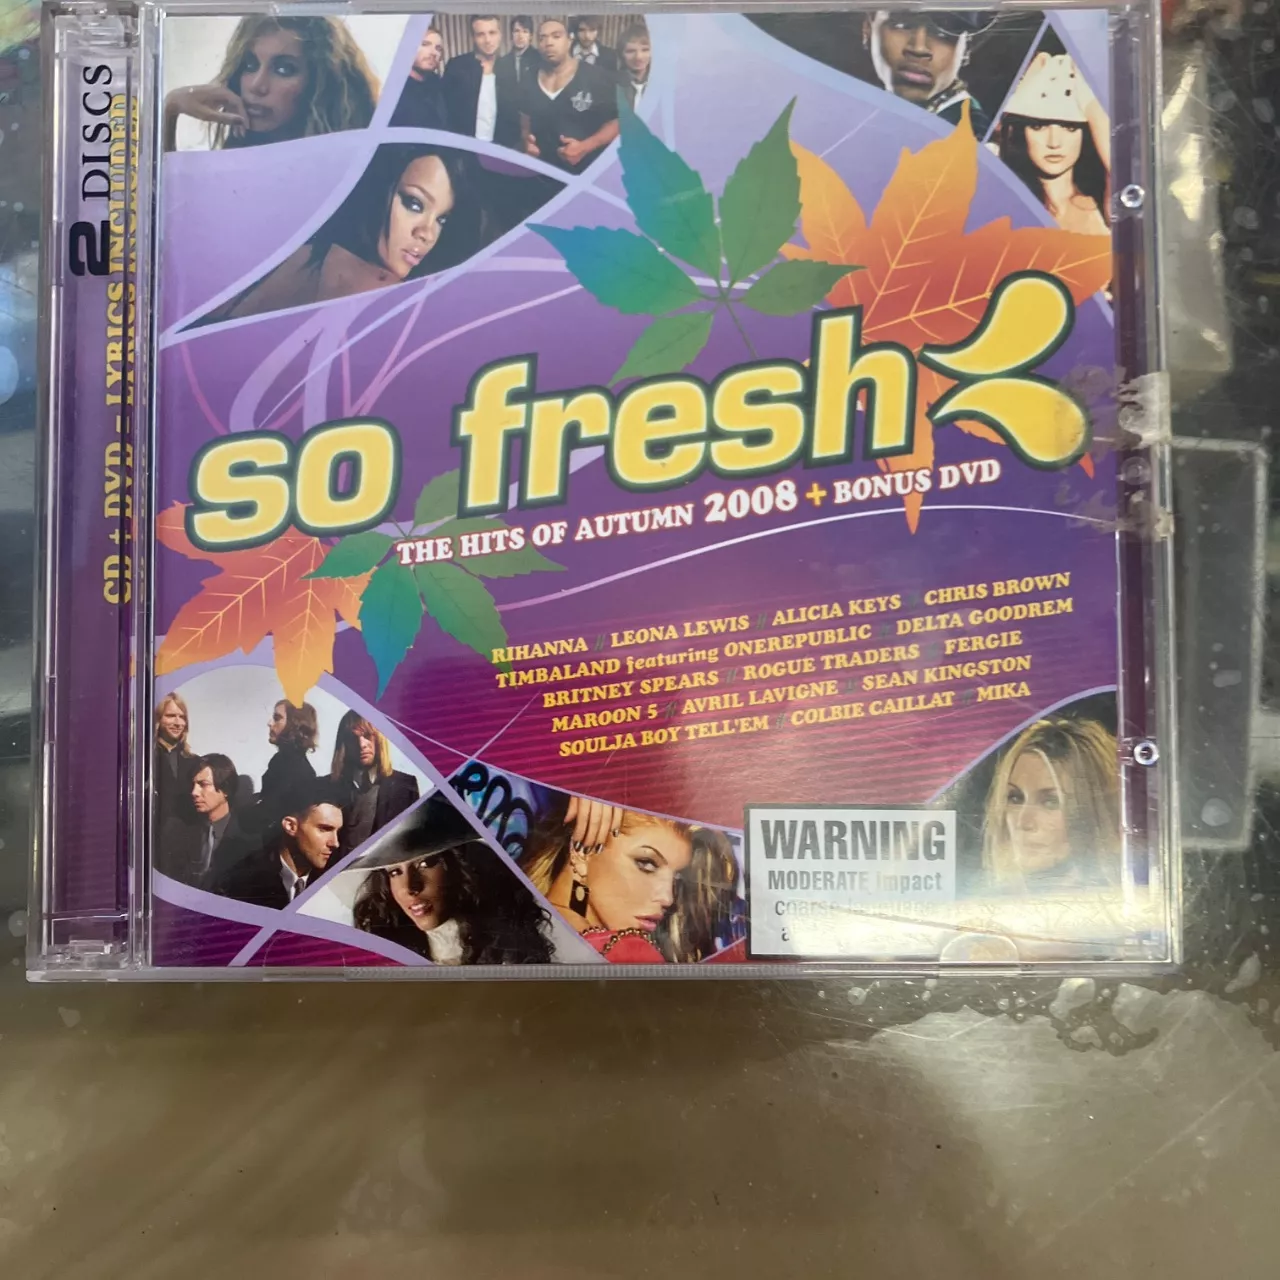 2 DISCS
CD + DVD - LYRICS INCLUDED
so fresh
THE HITS OF AUTUMN 2008 + BONUS DVD
RIHANNA // LEONA LEWIS // ALICIA KEYS // CHRIS BROWN
TIMBALAND featuring ONEREPUBLIC // DELTA GOODREM
BRITNEY SPEARS // ROGUE TRADERS // FERGIE
MAROON 5 // AVRIL LAVIGNE // SEAN KINGSTON
SOULJA BOY TELL'EM // COLBIE CAILLAT // MIKA
WARNING
MODERATE impact
coarse language